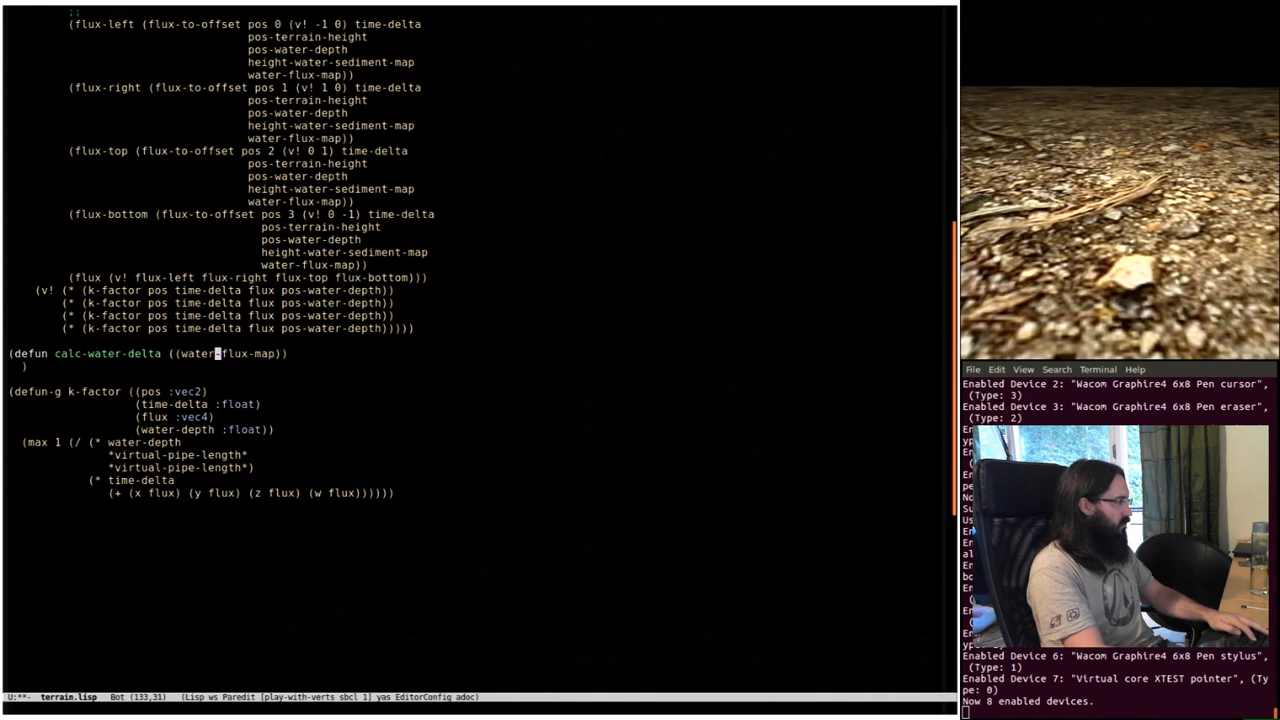 ;;
(flux-left (flux-to-offset pos 0 (v! -1 0) time-delta
pos-terrain-height
pos-water-depth
height-water-sediment-map
water-flux-map))
(flux-right (flux-to-offset pos 1 (v! 1 0) time-delta
pos-terrain-height
pos-water-depth
height-water-sediment-map
water-flux-map))
(flux-top (flux-to-offset pos 2 (v! 0 1) time-delta
pos-terrain-height
pos-water-depth
height-water-sediment-map
water-flux-map))
(flux-bottom (flux-to-offset pos 3 (v! 0 -1) time-delta
pos-terrain-height
pos-water-depth
height-water-sediment-map
water-flux-map))
(flux (v! flux-left flux-right flux-top flux-bottom)))
(v! (* (k-factor pos time-delta flux pos-water-depth))
(* (k-factor pos time-delta flux pos-water-depth))
(* (k-factor pos time-delta flux pos-water-depth))
(* (k-factor pos time-delta flux pos-water-depth)))))
(defun calc-water-delta ((water-flux-map))
)
(defun-g k-factor ((pos :vec2)
(time-delta :float)
(flux :vec4)
(water-depth :float))
(max 1 (/ (* water-depth
*virtual-pipe-length*
*virtual-pipe-length*)
(* time-delta
(+ (x flux) (y flux) (z flux) (w flux))))))
U:**- terrain.lisp Bot (133,31) (Lisp ws Paredit [play-with-verts sbcl 1] yas EditorConfig adoc)
File Edit View Search Terminal Help
Enabled Device 2: "Wacom Graphire4 6x8 Pen cursor",
(Type: 3)
Enabled Device 3: "Wacom Graphire4 6x8 Pen eraser",
(Type: 2)
Enabled Device 6: "Wacom Graphire4 6x8 Pen stylus",
(Type: 1)
Enabled Device 7: "Virtual core XTEST pointer", (Ty
pe: 0)
Now 8 enabled devices.